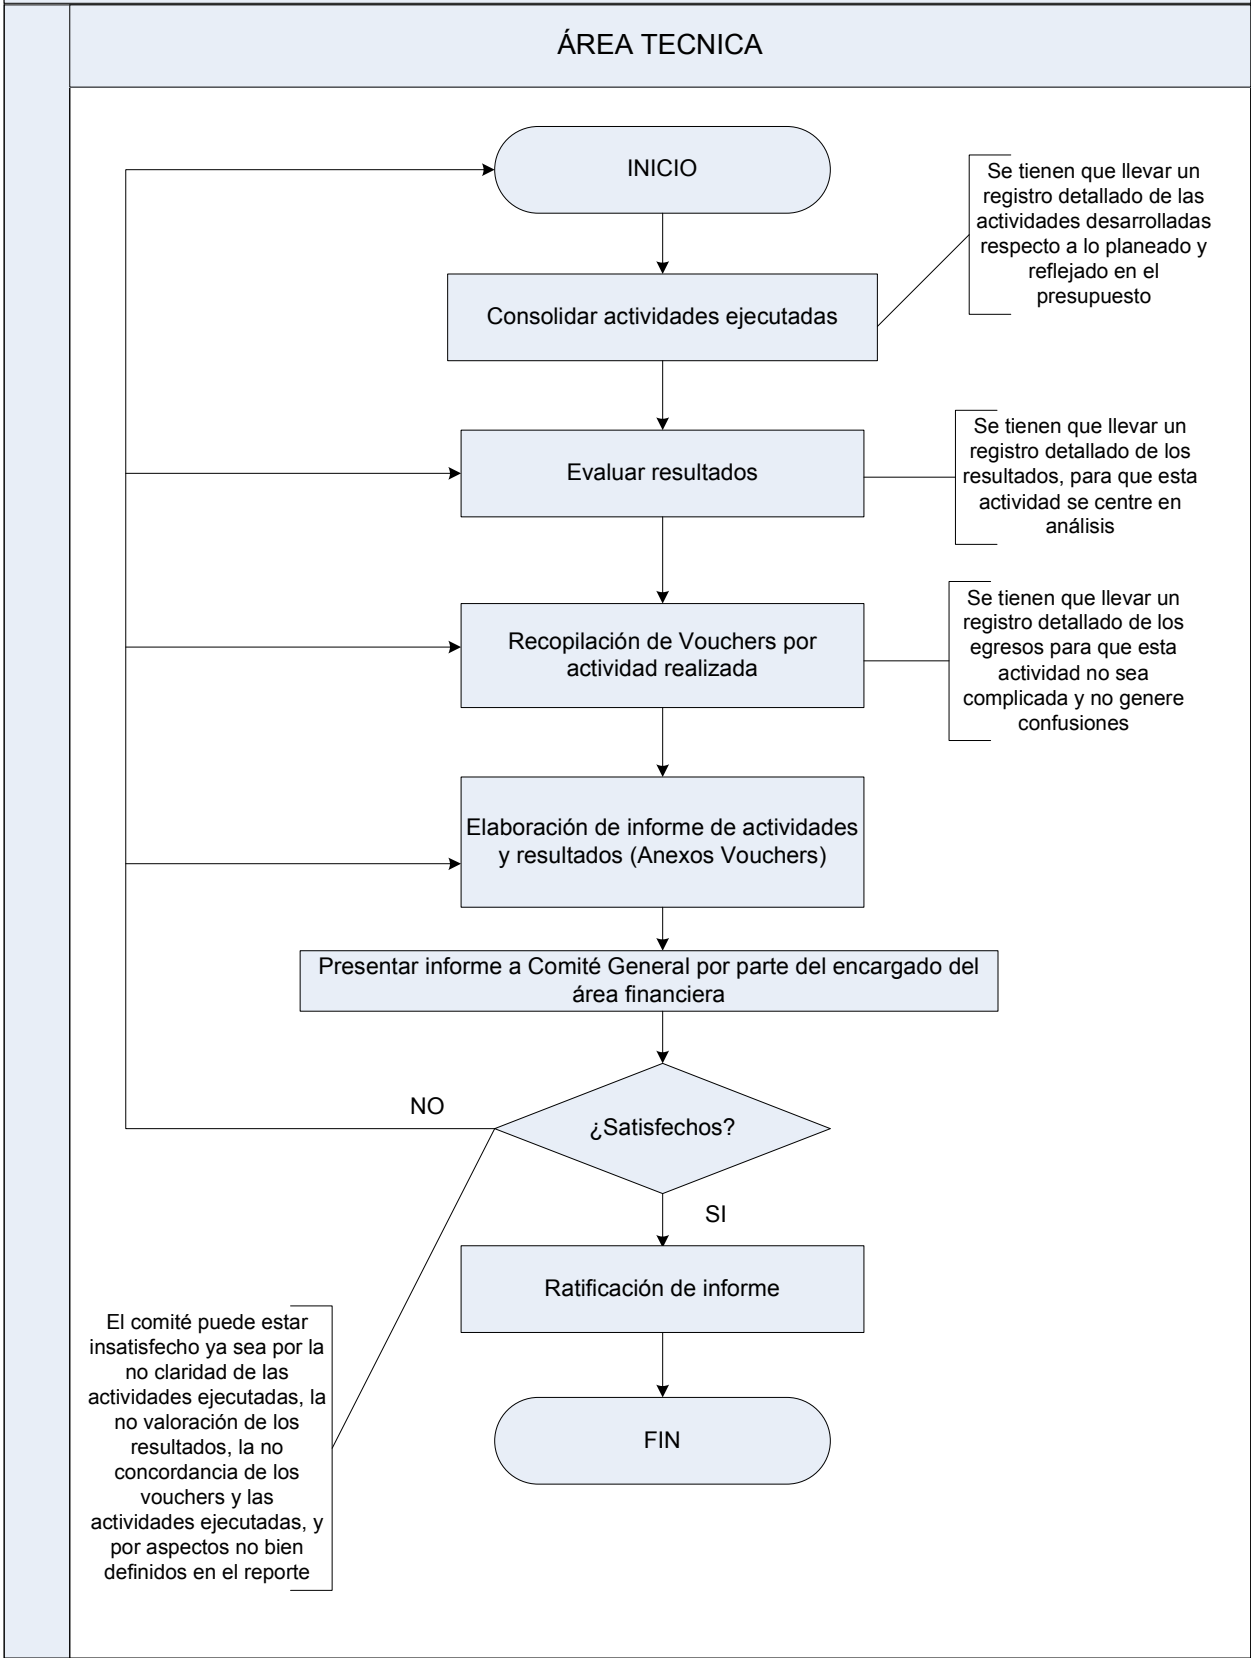 ÁREA TECNICA
INICIO
Se tienen que llevar un
registro detallado de las
actividades desarrolladas
respecto a lo planeado y
reflejado en el
presupuesto
Consolidar actividades ejecutadas
Evaluar resultados
Se tienen que llevar un
registro detallado de los
resultados, para que esta
actividad se centre en
análisis
Recopilación de Vouchers por
actividad realizada
Se tienen que llevar un
registro detallado de los
egresos para que esta
actividad no sea
complicada y no genere
confusiones
Elaboración de informe de actividades
y resultados (Anexos Vouchers)
Presentar informe a Comité General por parte del encargado del
área financiera
¿Satisfechos?
NO
SI
Ratificación de informe
El comité puede estar
insatisfecho ya sea por la
no claridad de las
actividades ejecutadas, la
no valoración de los
resultados, la no
concordancia de los
vouchers y las
actividades ejecutadas, y
por aspectos no bien
definidos en el reporte
FIN